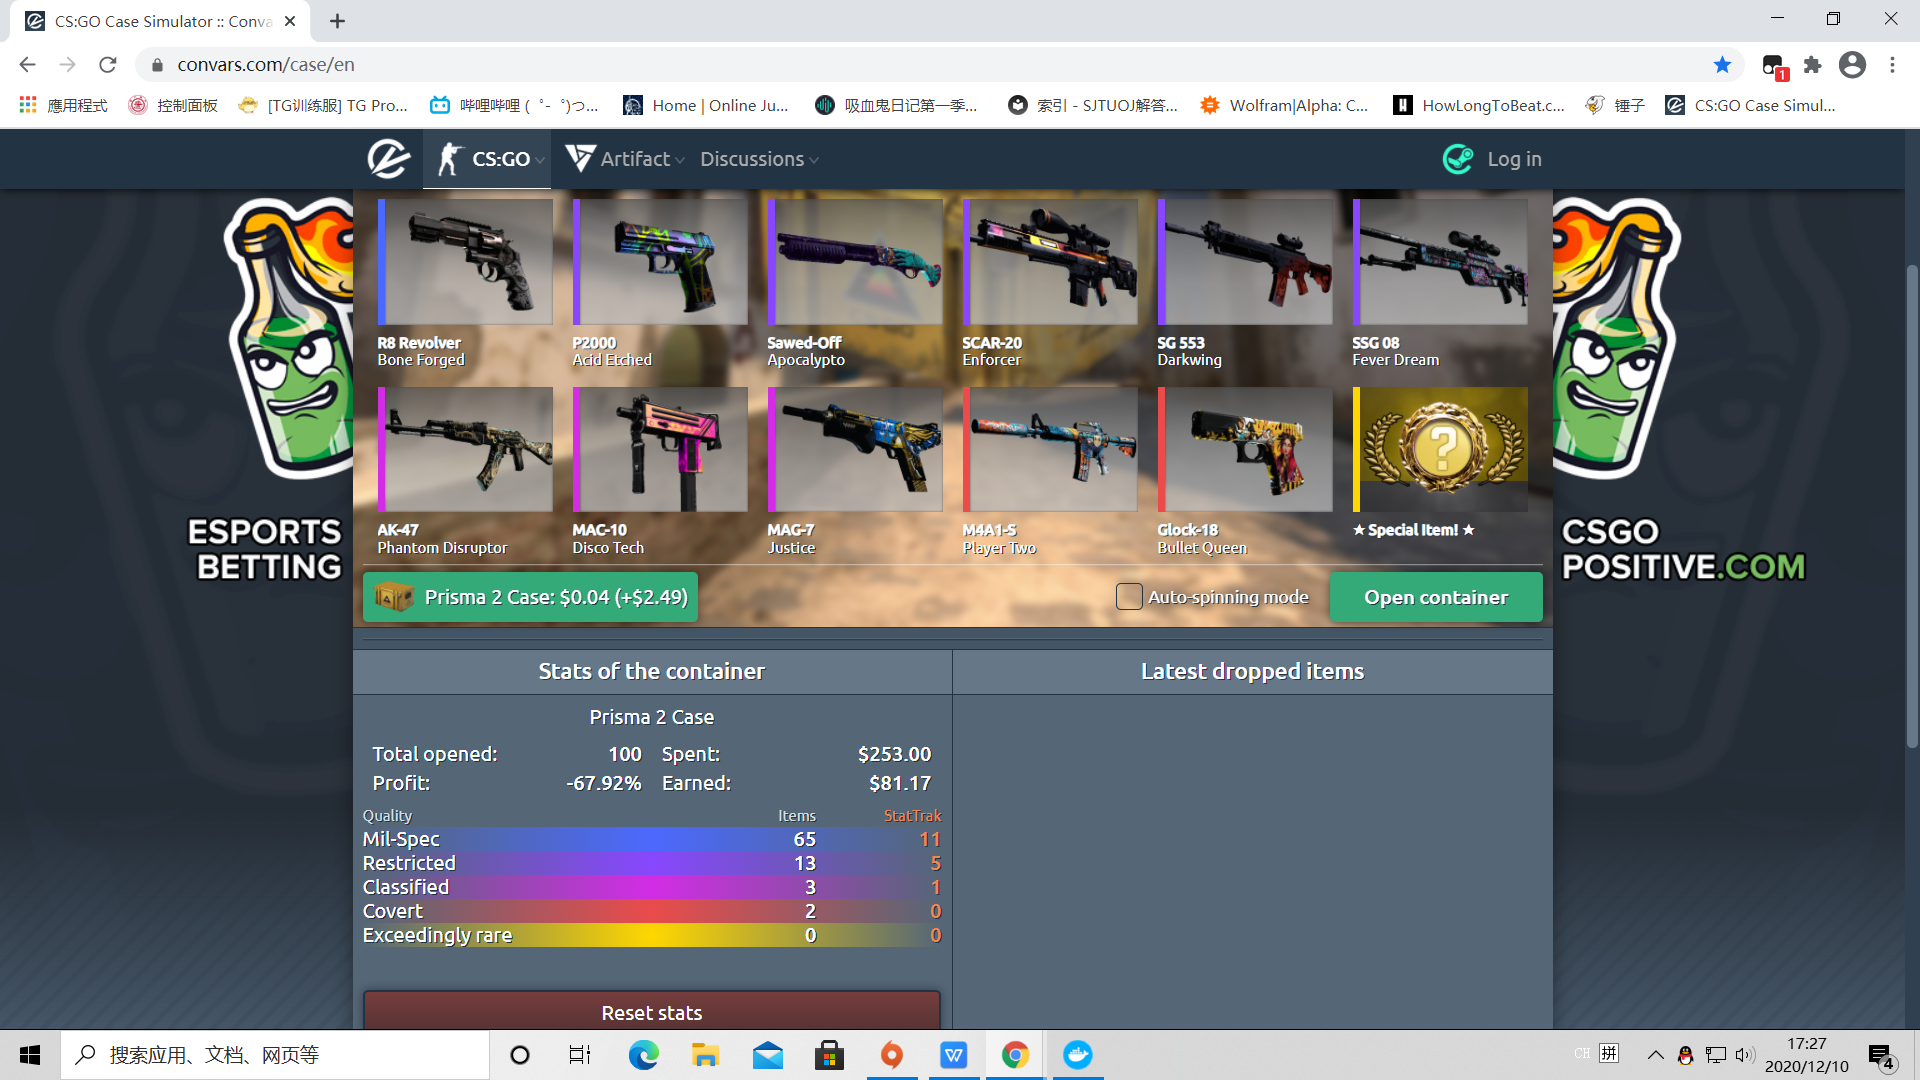 CS:GO Case Simulator :: Conva
convars.com/case/en
1
應用程式
控制面板
[TG训练服] TG Pro...
哔哩哔哩 ( ゜- ゜)つ...
Home | Online Ju...
吸血鬼日记第一季...
索引 - SJTUOJ解答...
Wolfram|Alpha: C...
HowLongToBeat.c...
锤子
CS:GO Case Simul...
CS:GO
Artifact
Discussions
Log in
R8 Revolver
Bone Forged
P2000
Acid Etched
Sawed-Off
Apocalypto
SCAR-20
Enforcer
SG 553
Darkwing
SSG 08
Fever Dream
AK-47
Phantom Disruptor
MAC-10
Disco Tech
MAG-7
Justice
M4A1-S
Player Two
Glock-18
Bullet Queen
★ Special Item! ★
ESPORTS
BETTING
CSGO
POSITIVE.COM
Prisma 2 Case: $0.04 (+$2.49)
Auto-spinning mode
Open container
Stats of the container
Latest dropped items
Prisma 2 Case
Total opened: 100 Spent: $253.00
Profit: -67.92% Earned: $81.17
Quality Items StatTrak
Mil-Spec 65 11
Restricted 13 5
Classified 3 1
Covert 2 0
Exceedingly rare 0 0
Reset stats
搜索应用、文档、网页等
CH 拼
17:27
2020/12/10
4